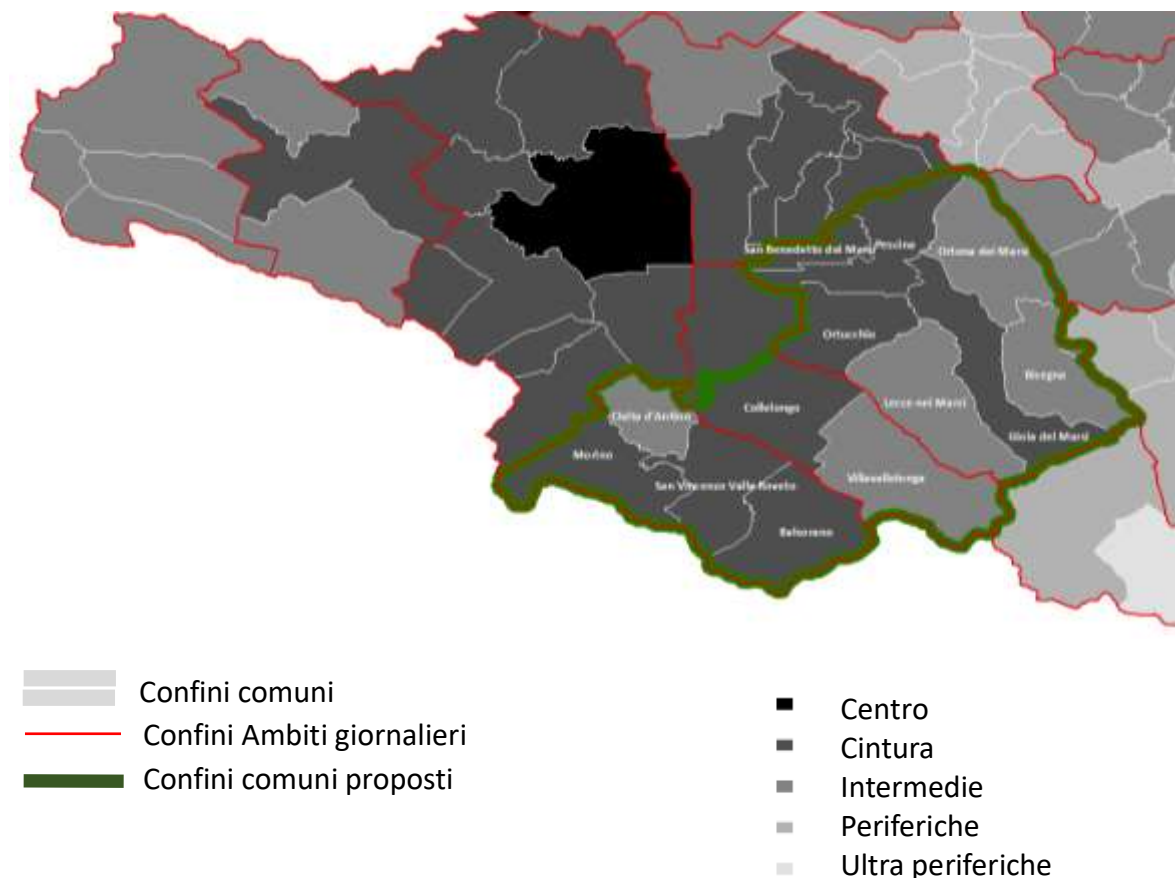 San Benedetto dei Marsi
Pescina
Ortona dei Marsi
Ortucchio
Bisegna
Lecce nei Marsi
Collelongo
Civita d'Antino
Gioia dei Marsi
Morino
Villavallelonga
San Vincenzo Valle Roveto
Balsorano
Confini comuni
Confini Ambiti giornalieri
Confini comuni proposti
Centro
Cintura
Intermedie
Periferiche
Ultra periferiche